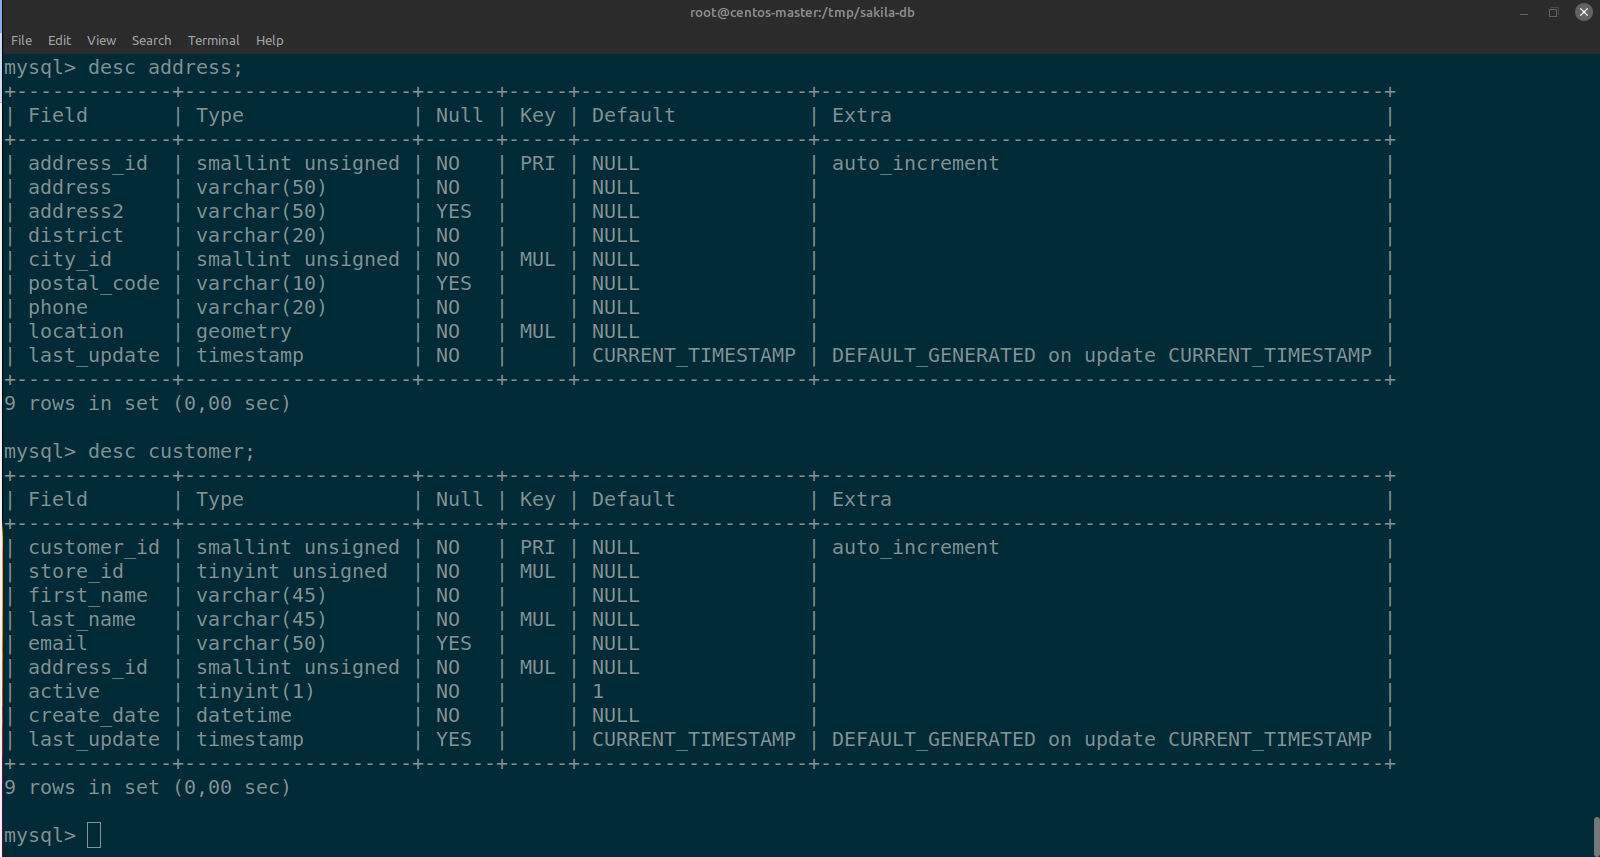 root@centos-master:/tmp/sakila-db
File Edit View Search Terminal Help
mysql> desc address;
+-------------+-------------------+------+-----+-------------------+-----------------------------------------------+
| Field       | Type              | Null | Key | Default           | Extra                                         |
+-------------+-------------------+------+-----+-------------------+-----------------------------------------------+
| address_id  | smallint unsigned | NO   | PRI | NULL              | auto_increment                                |
| address     | varchar(50)       | NO   |     | NULL              |                                               |
| address2    | varchar(50)       | YES  |     | NULL              |                                               |
| district    | varchar(20)       | NO   |     | NULL              |                                               |
| city_id     | smallint unsigned | NO   | MUL | NULL              |                                               |
| postal_code | varchar(10)       | YES  |     | NULL              |                                               |
| phone       | varchar(20)       | NO   |     | NULL              |                                               |
| location    | geometry          | NO   | MUL | NULL              |                                               |
| last_update | timestamp         | NO   |     | CURRENT_TIMESTAMP | DEFAULT_GENERATED on update CURRENT_TIMESTAMP |
+-------------+-------------------+------+-----+-------------------+-----------------------------------------------+
9 rows in set (0,00 sec)

mysql> desc customer;
+-------------+-------------------+------+-----+-------------------+-----------------------------------------------+
| Field       | Type              | Null | Key | Default           | Extra                                         |
+-------------+-------------------+------+-----+-------------------+-----------------------------------------------+
| customer_id | smallint unsigned | NO   | PRI | NULL              | auto_increment                                |
| store_id    | tinyint unsigned  | NO   | MUL | NULL              |                                               |
| first_name  | varchar(45)       | NO   |     | NULL              |                                               |
| last_name   | varchar(45)       | NO   | MUL | NULL              |                                               |
| email       | varchar(50)       | YES  |     | NULL              |                                               |
| address_id  | smallint unsigned | NO   | MUL | NULL              |                                               |
| active      | tinyint(1)        | NO   |     | 1                 |                                               |
| create_date | datetime          | NO   |     | NULL              |                                               |
| last_update | timestamp         | YES  |     | CURRENT_TIMESTAMP | DEFAULT_GENERATED on update CURRENT_TIMESTAMP |
+-------------+-------------------+------+-----+-------------------+-----------------------------------------------+
9 rows in set (0,00 sec)

mysql>